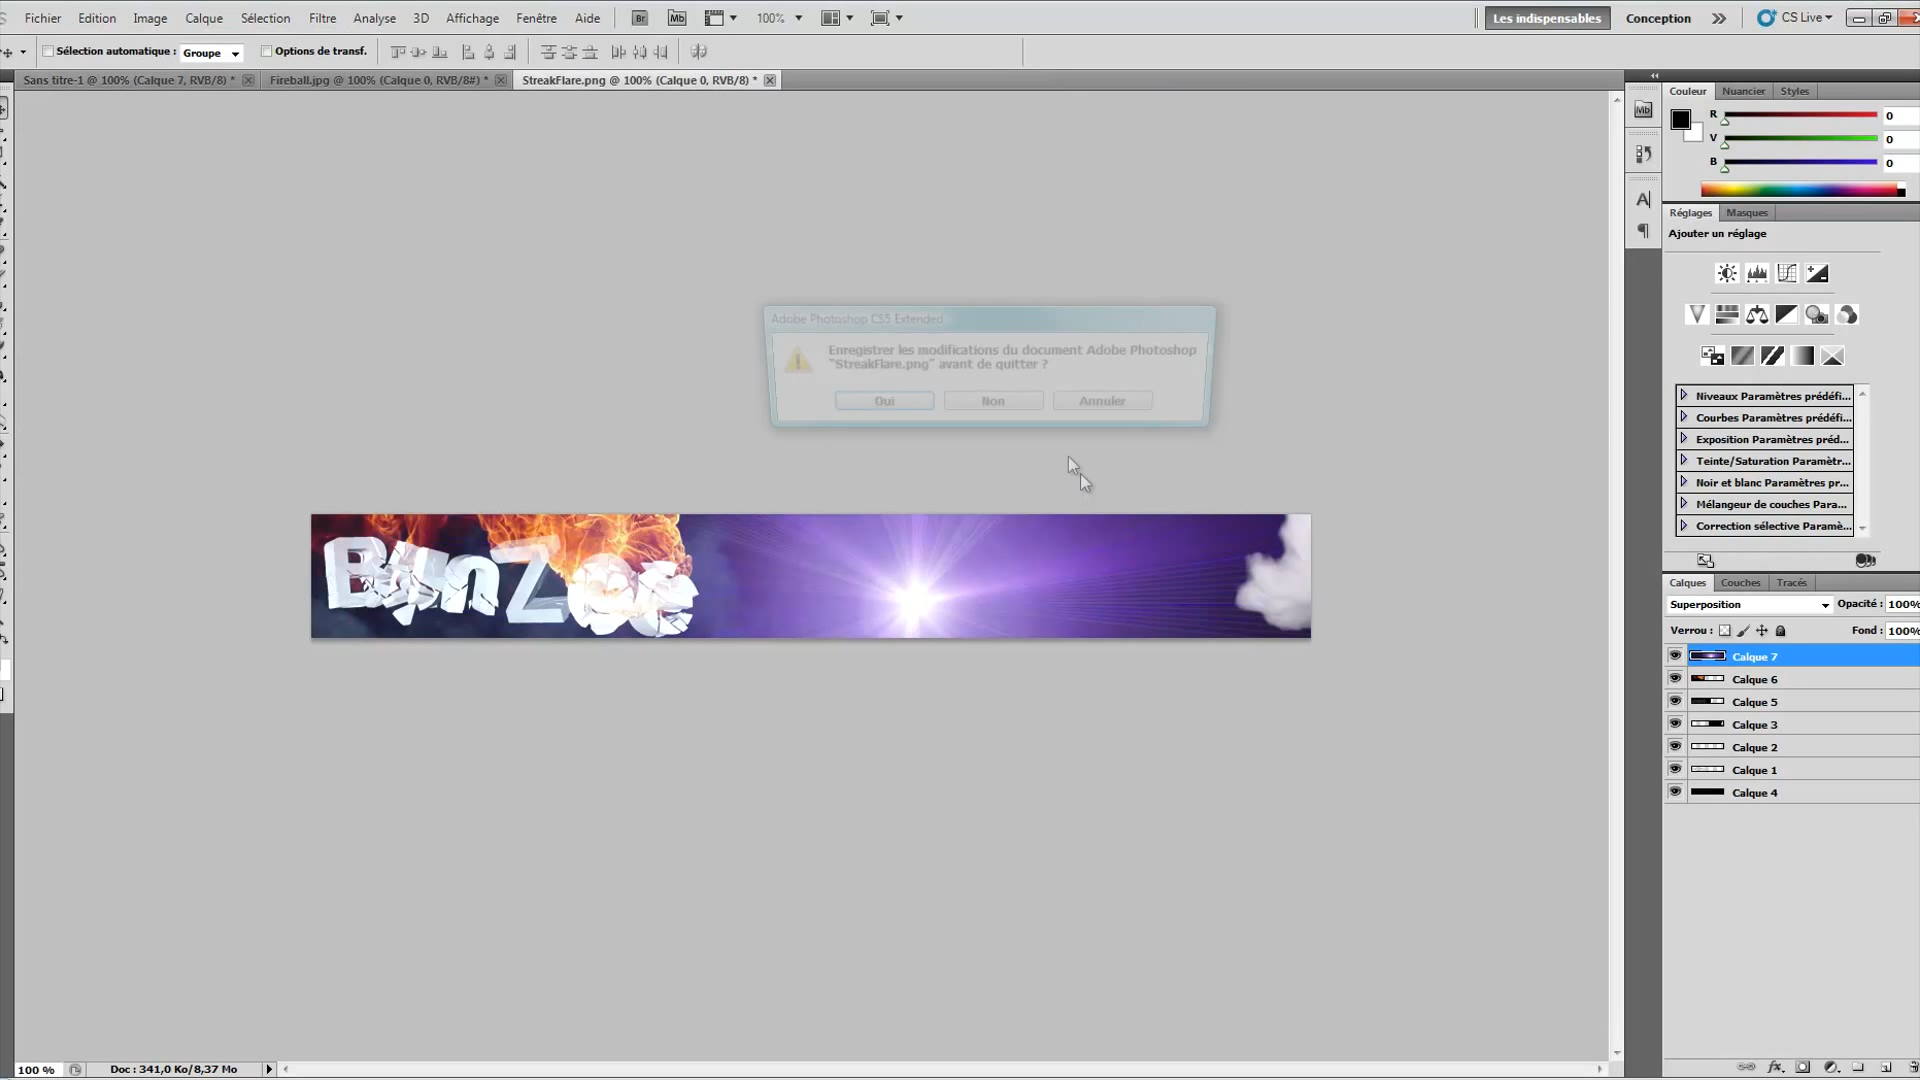 Fichier Edition Image Calque Sélection Filtre Analyse 3D Affichage Fenêtre Aide Br Mb 100% Les indispensables Conception CS Live
Sélection automatique : Groupe Options de transf.
Sans titre-1 @ 100% (Calque 7, RVB/8) * Fireball.jpg @ 100% (Calque 0, RVB/8#) * StreakFlare.png @ 100% (Calque 0, RVB/8) *
Couleur Nuancier Styles
Mb
R 0
V 0
B 0
A
Réglages Masques
Ajouter un réglage
Adobe Photoshop CS5 Extended
Enregistrer les modifications du document Adobe Photoshop
"StreakFlare.png" avant de quitter ?
Oui Non Annuler
Niveaux Paramètres prédéfi...
Courbes Paramètres prédéfi...
Exposition Paramètres préd...
Teinte/Saturation Paramètr...
Noir et blanc Paramètres pr...
Mélangeur de couches Para...
Correction sélective Paramè...
Calques Couches Tracés
Superposition Opacité : 100%
Verrou : Fond : 100%
Calque 7
Calque 6
Calque 5
Calque 3
Calque 2
Calque 1
Calque 4
100 % Doc : 341,0 Ko/8,37 Mo
fx